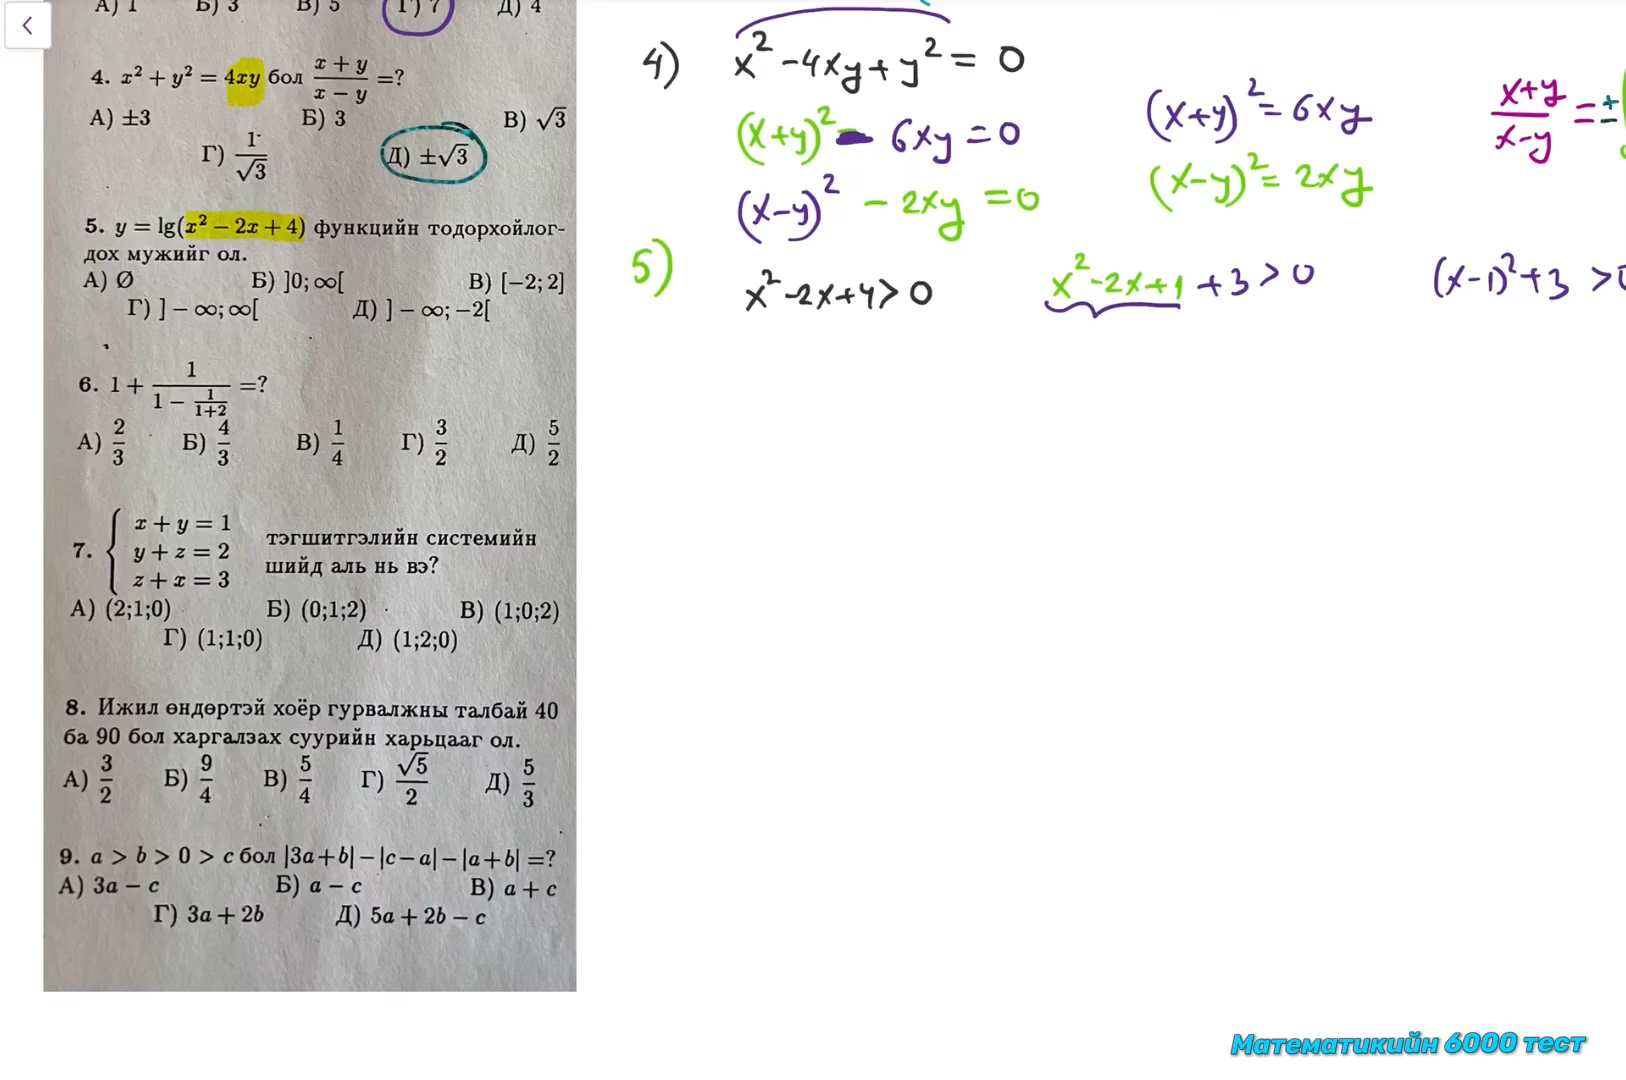 А) 1 Б) 3 В) 5 Г) 7 Д) 4
4. x² + y² = 4xy бол (x + y)/(x − y) =?
А) ±3 Б) 3 В) √3
Г) 1/√3 Д) ±√3
5. y = lg(x² − 2x + 4) функцийн тодорхойлог-
дох мужийг ол.
А) Ø Б) ]0; ∞[ В) [−2; 2]
Г) ] − ∞; ∞[ Д) ] − ∞; −2[
6. 1 + 1/(1 − 1/(1+2)) =?
А) 2/3 Б) 4/3 В) 1/4 Г) 3/2 Д) 5/2
7. { x + y = 1
y + z = 2
z + x = 3
тэгшитгэлийн системийн
шийд аль нь вэ?
А) (2;1;0) Б) (0;1;2) В) (1;0;2)
Г) (1;1;0) Д) (1;2;0)
8. Ижил өндөртэй хоёр гурвалжны талбай 40
ба 90 бол харгалзах суурийн харьцааг ол.
А) 3/2 Б) 9/4 В) 5/4 Г) √5/2 Д) 5/3
9. a > b > 0 > c бол |3a+b|−|c−a|−|a+b| =?
А) 3a − c Б) a − c В) a + c
Г) 3a + 2b Д) 5a + 2b − c
4) x² -4xy + y² = 0
(x+y)² - 6xy = 0
(x-y)² - 2xy = 0
(x+y)² = 6xy
(x-y)² = 2xy
(x+y)/(x-y) = ±
5) x² -2x+4 > 0
x² -2x+1 +3 > 0
(x-1)² +3 > 0
Математикийн 6000 тест